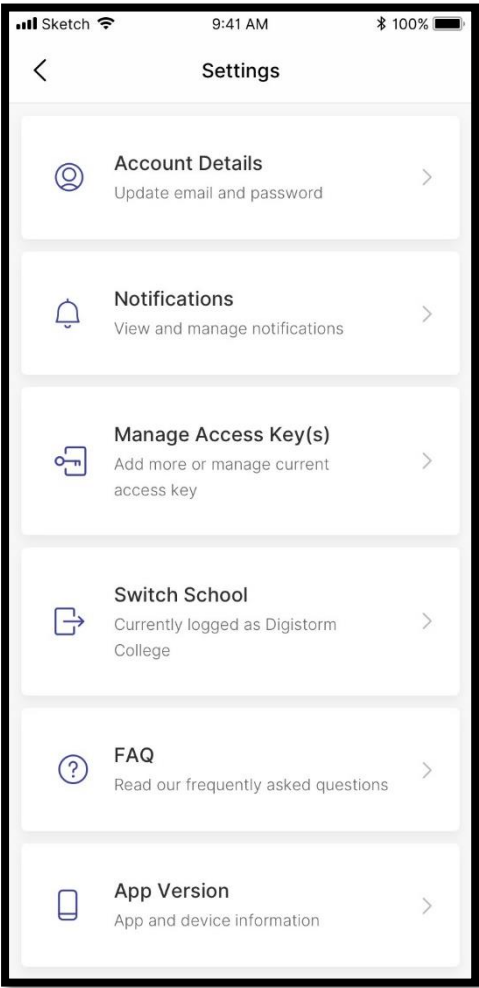 Sketch 9:41 AM 100%
Settings
Account Details
Update email and password
Notifications
View and manage notifications
Manage Access Key(s)
Add more or manage current
access key
Switch School
Currently logged as Digistorm
College
FAQ
Read our frequently asked questions
App Version
App and device information